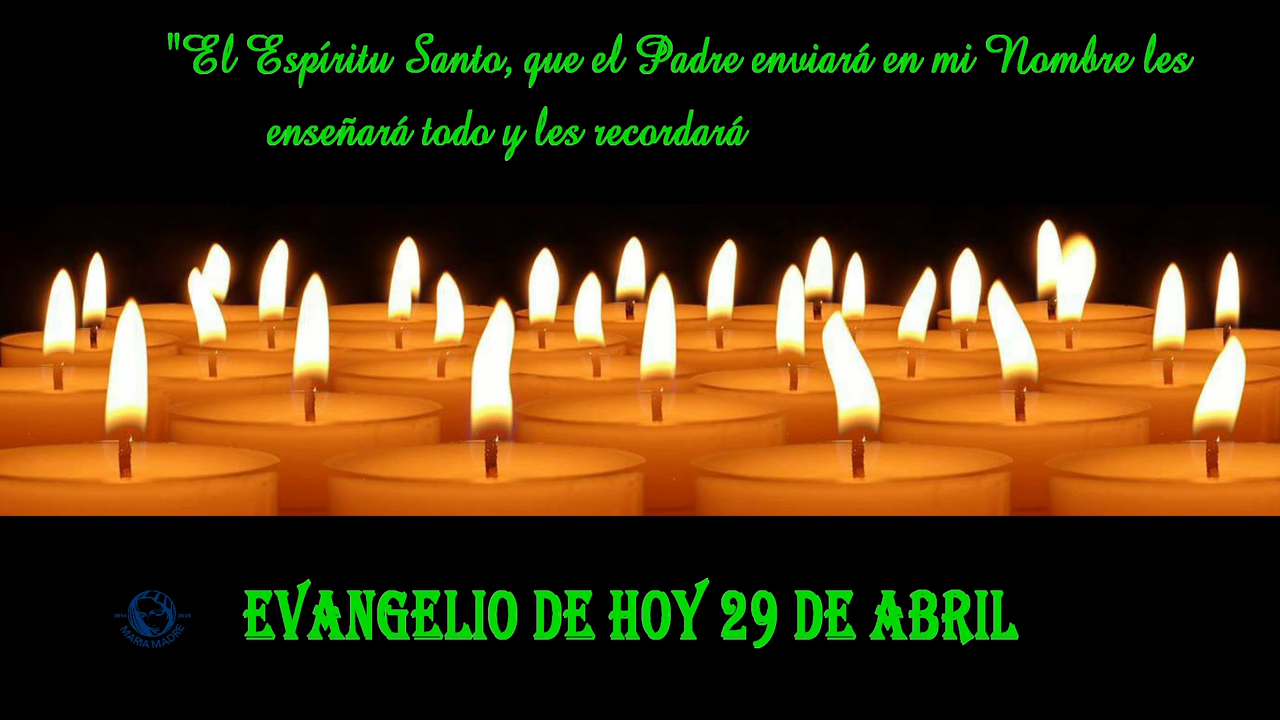 "El Espíritu Santo, que el Padre enviará en mi Nombre les
enseñará todo y les recordará
EVANGELIO DE HOY 29 DE ABRIL
MARIA MADRE